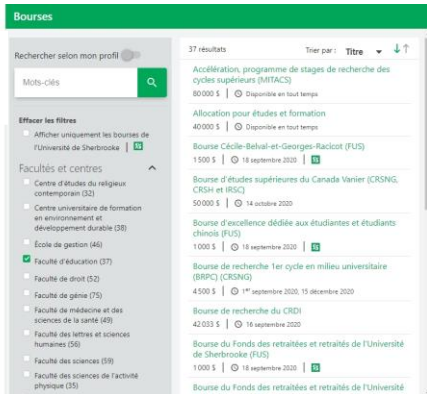 Bourses
Rechercher selon mon profil
Mots-clés
Effacer les filtres
Afficher uniquement les bourses de
l'Université de Sherbrooke
Facultés et centres
Centre d'études du religieux
contemporain (32)
Centre universitaire de formation
en environnement et
développement durable (38)
École de gestion (46)
Faculté d'éducation (37)
Faculté de droit (52)
Faculté de génie (75)
Faculté de médecine et des
sciences de la santé (49)
Faculté des lettres et sciences
humaines (56)
Faculté des sciences (59)
Faculté des sciences de l'activité
physique (35)
37 résultats
Trier par : Titre
Accélération, programme de stages de recherche des
cycles supérieurs (MITACS)
80 000 $ | Disponible en tout temps
Allocation pour études et formation
40 000 $ | Disponible en tout temps
Bourse Cécile-Belval-et-Georges-Racicot (FUS)
1 500 $ | 18 septembre 2020 |
Bourse d'études supérieures du Canada Vanier (CRSNG,
CRSH et IRSC)
50 000 $ | 14 octobre 2020
Bourse d'excellence dédiée aux étudiantes et étudiants
chinois (FUS)
1 000 $ | 18 septembre 2020 |
Bourse de recherche 1er cycle en milieu universitaire
(BRPC) (CRSNG)
4 500 $ | 1er septembre 2020, 15 décembre 2020
Bourse de recherche du CRDI
42 033 $ | 16 septembre 2020
Bourse du Fonds des retraitées et retraités de l'Université
de Sherbrooke (FUS)
1 000 $ | 18 septembre 2020 |
Bourse du Fonds des retraitées et retraités de l'Université